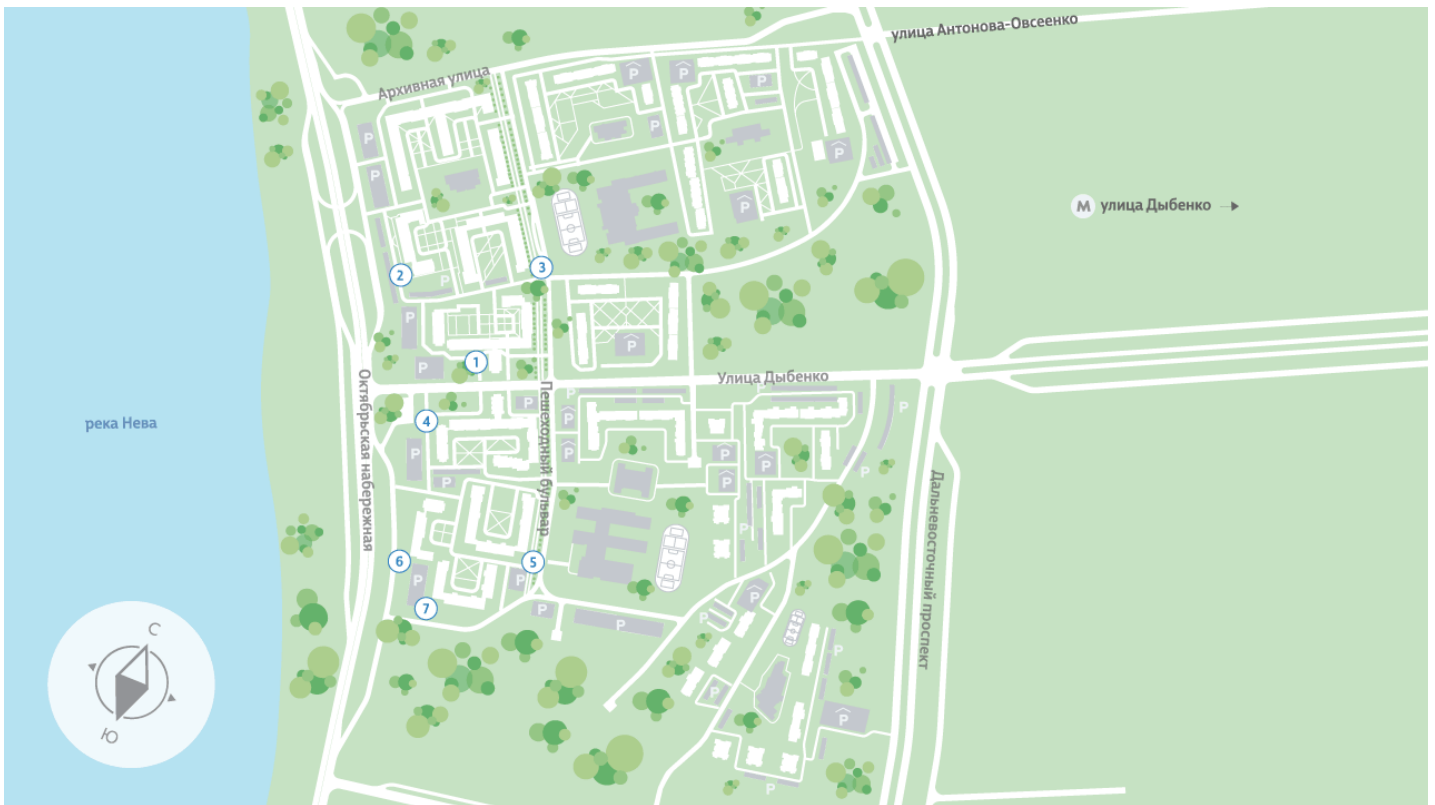 улица Антонова-Овсеенко
Архивная улица
P
P
P
P
P
P
P
P
М улица Дыбенко
P
2
3
P
P
1
P
Улица Дыбенко
Октябрьская набережная
Пешеходный бульвар
река Нева
4
P
P
P
P
P
P
P
P
P
P
P
P
Дальневосточный проспект
6
5
P
P
7
P
P
P
P
P
P
P
P
С
Ю